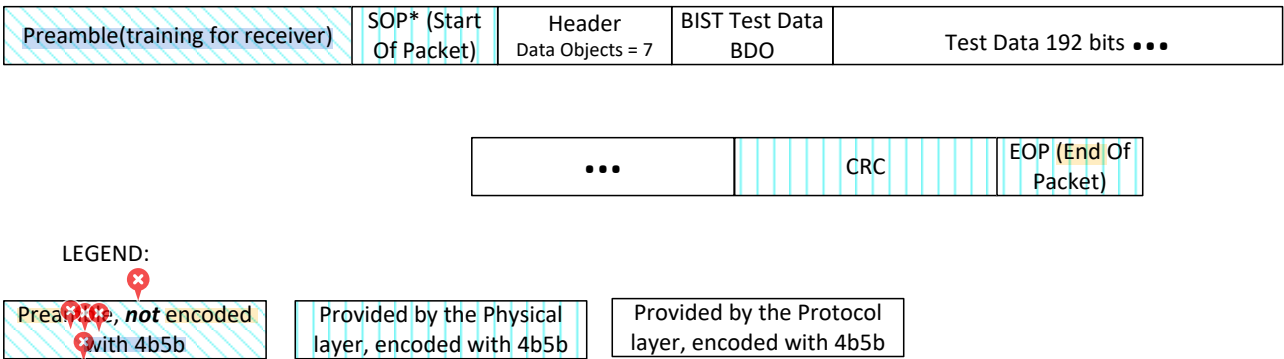 Preamble(training for receiver)
SOP* (Start
Of Packet)
Header
Data Objects = 7
BIST Test Data
BDO
Test Data 192 bits •••
•••
CRC
EOP (End Of
Packet)
LEGEND:
Preamble, not encoded
with 4b5b
Provided by the Physical
layer, encoded with 4b5b
Provided by the Protocol
layer, encoded with 4b5b